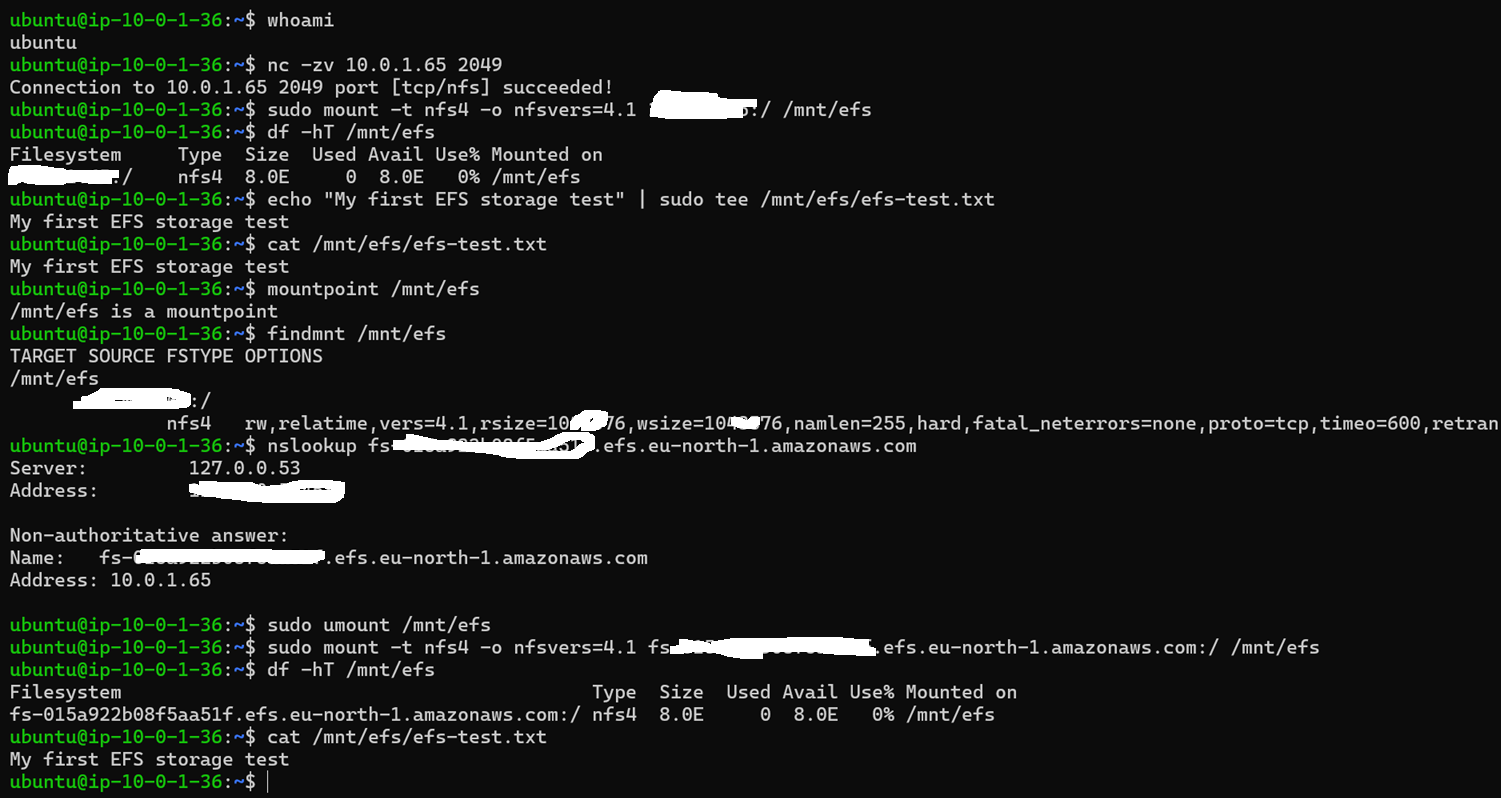 ubuntu@ip-10-0-1-36:~$ whoami
ubuntu
ubuntu@ip-10-0-1-36:~$ nc -zv 10.0.1.65 2049
Connection to 10.0.1.65 2049 port [tcp/nfs] succeeded!
ubuntu@ip-10-0-1-36:~$ sudo mount -t nfs4 -o nfsvers=4.1 :/ /mnt/efs
ubuntu@ip-10-0-1-36:~$ df -hT /mnt/efs
Filesystem     Type  Size  Used Avail Use% Mounted on
:/    nfs4  8.0E     0  8.0E   0% /mnt/efs
ubuntu@ip-10-0-1-36:~$ echo "My first EFS storage test" | sudo tee /mnt/efs/efs-test.txt
My first EFS storage test
ubuntu@ip-10-0-1-36:~$ cat /mnt/efs/efs-test.txt
My first EFS storage test
ubuntu@ip-10-0-1-36:~$ mountpoint /mnt/efs
/mnt/efs is a mountpoint
ubuntu@ip-10-0-1-36:~$ findmnt /mnt/efs
TARGET SOURCE FSTYPE OPTIONS
/mnt/efs
:/
nfs4   rw,relatime,vers=4.1,rsize=10 76,wsize=104 76,namlen=255,hard,fatal_neterrors=none,proto=tcp,timeo=600,retran
ubuntu@ip-10-0-1-36:~$ nslookup fs- .efs.eu-north-1.amazonaws.com
Server:         127.0.0.53
Address:
Non-authoritative answer:
Name:   fs- .efs.eu-north-1.amazonaws.com
Address: 10.0.1.65
ubuntu@ip-10-0-1-36:~$ sudo umount /mnt/efs
ubuntu@ip-10-0-1-36:~$ sudo mount -t nfs4 -o nfsvers=4.1 fs .efs.eu-north-1.amazonaws.com:/ /mnt/efs
ubuntu@ip-10-0-1-36:~$ df -hT /mnt/efs
Filesystem                                          Type  Size  Used Avail Use% Mounted on
fs-015a922b08f5aa51f.efs.eu-north-1.amazonaws.com:/ nfs4  8.0E     0  8.0E   0% /mnt/efs
ubuntu@ip-10-0-1-36:~$ cat /mnt/efs/efs-test.txt
My first EFS storage test
ubuntu@ip-10-0-1-36:~$